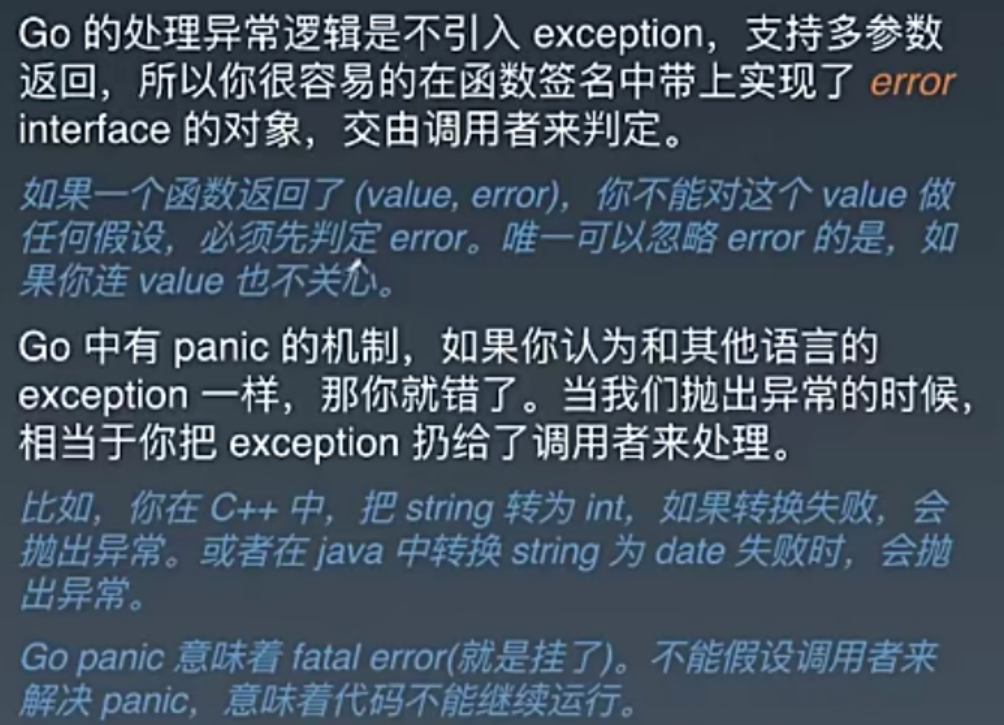 Go 的处理异常逻辑是不引入 exception，支持多参数
返回，所以你很容易的在函数签名中带上实现了 error
interface 的对象，交由调用者来判定。
如果一个函数返回了 (value, error)，你不能对这个 value 做
任何假设，必须先判定 error。唯一可以忽略 error 的是，如
果你连 value 也不关心。
Go 中有 panic 的机制，如果你认为和其他语言的
exception 一样，那你就错了。当我们抛出异常的时候，
相当于你把 exception 扔给了调用者来处理。
比如，你在 C++ 中，把 string 转为 int，如果转换失败，会
抛出异常。或者在 java 中转换 string 为 date 失败时，会抛
出异常。
Go panic 意味着 fatal error(就是挂了)。不能假设调用者来
解决 panic，意味着代码不能继续运行。